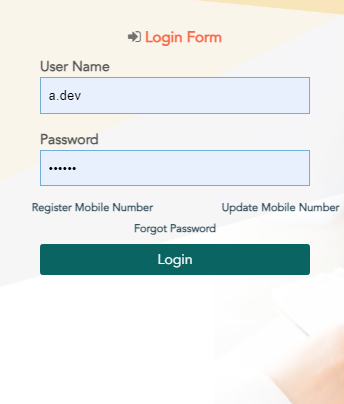 Login Form
User Name
a.dev
Password
••••••
Register Mobile Number Update Mobile Number
Forgot Password
Login